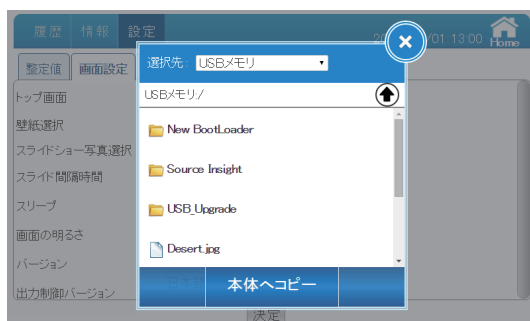 履歴 情報 設定
/01 13:00 Home
整定値 画面設定
トップ画面
壁紙選択
スライドショー写真選択
スライド間隔時間
スリープ
画面の明るさ
バージョン
出力制御バージョン
選択先: USBメモリ
USBメモリ:/
New BootLoader
Source Insight
USB_Upgrade
Desert.jpg
本体へコピー
決定